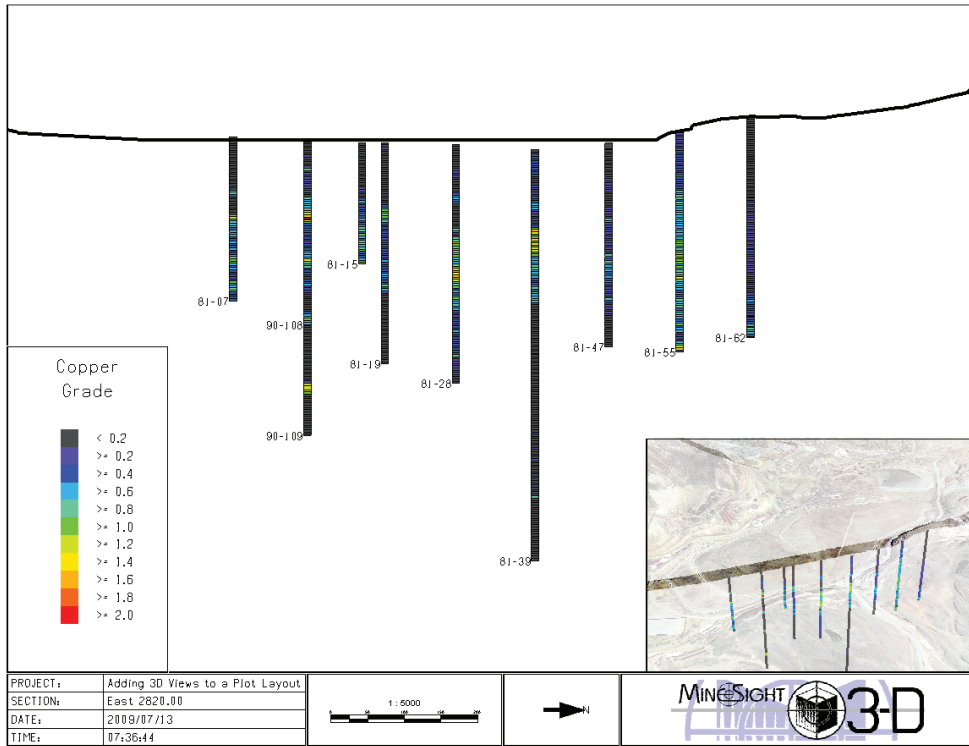 81-07
90-108
90-109
81-15
81-19
81-28
81-39
81-47
81-55
81-62
Copper
Grade
< 0.2
>= 0.2
>= 0.4
>= 0.6
>= 0.8
>= 1.0
>= 1.2
>= 1.4
>= 1.6
>= 1.8
>= 2.0
PROJECT: Adding 3D Views to a Plot Layout
SECTION: East 2820.00
DATE: 2009/07/13
TIME: 07:36:44
1 : 5000
N
MineSight 3-D